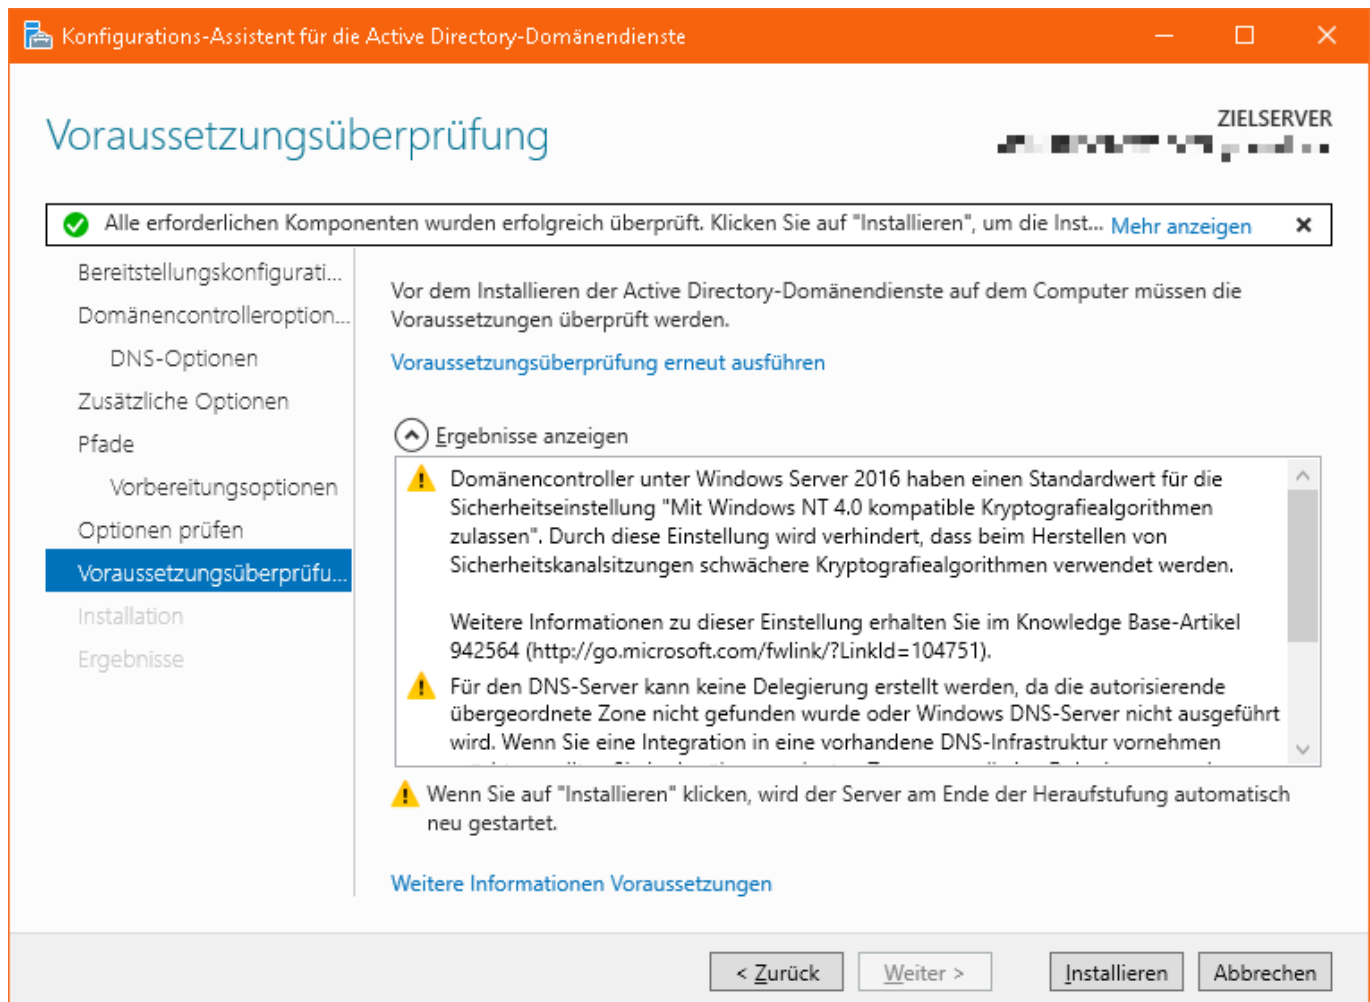 Konfigurations-Assistent für die Active Directory-Domänendienste
Voraussetzungsüberprüfung
ZIELSERVER
Alle erforderlichen Komponenten wurden erfolgreich überprüft. Klicken Sie auf "Installieren", um die Inst... Mehr anzeigen
Bereitstellungskonfigurati...
Domänencontrolleroption...
DNS-Optionen
Zusätzliche Optionen
Pfade
Vorbereitungsoptionen
Optionen prüfen
Voraussetzungsüberprüfu...
Installation
Ergebnisse
Vor dem Installieren der Active Directory-Domänendienste auf dem Computer müssen die
Voraussetzungen überprüft werden.
Voraussetzungsüberprüfung erneut ausführen
Ergebnisse anzeigen
Domänencontroller unter Windows Server 2016 haben einen Standardwert für die
Sicherheitseinstellung "Mit Windows NT 4.0 kompatible Kryptografiealgorithmen
zulassen". Durch diese Einstellung wird verhindert, dass beim Herstellen von
Sicherheitskanalsitzungen schwächere Kryptografiealgorithmen verwendet werden.
Weitere Informationen zu dieser Einstellung erhalten Sie im Knowledge Base-Artikel
942564 (http://go.microsoft.com/fwlink/?LinkId=104751).
Für den DNS-Server kann keine Delegierung erstellt werden, da die autorisierende
übergeordnete Zone nicht gefunden wurde oder Windows DNS-Server nicht ausgeführt
wird. Wenn Sie eine Integration in eine vorhandene DNS-Infrastruktur vornehmen
Wenn Sie auf "Installieren" klicken, wird der Server am Ende der Heraufstufung automatisch
neu gestartet.
Weitere Informationen Voraussetzungen
< Zurück
Weiter >
Installieren
Abbrechen